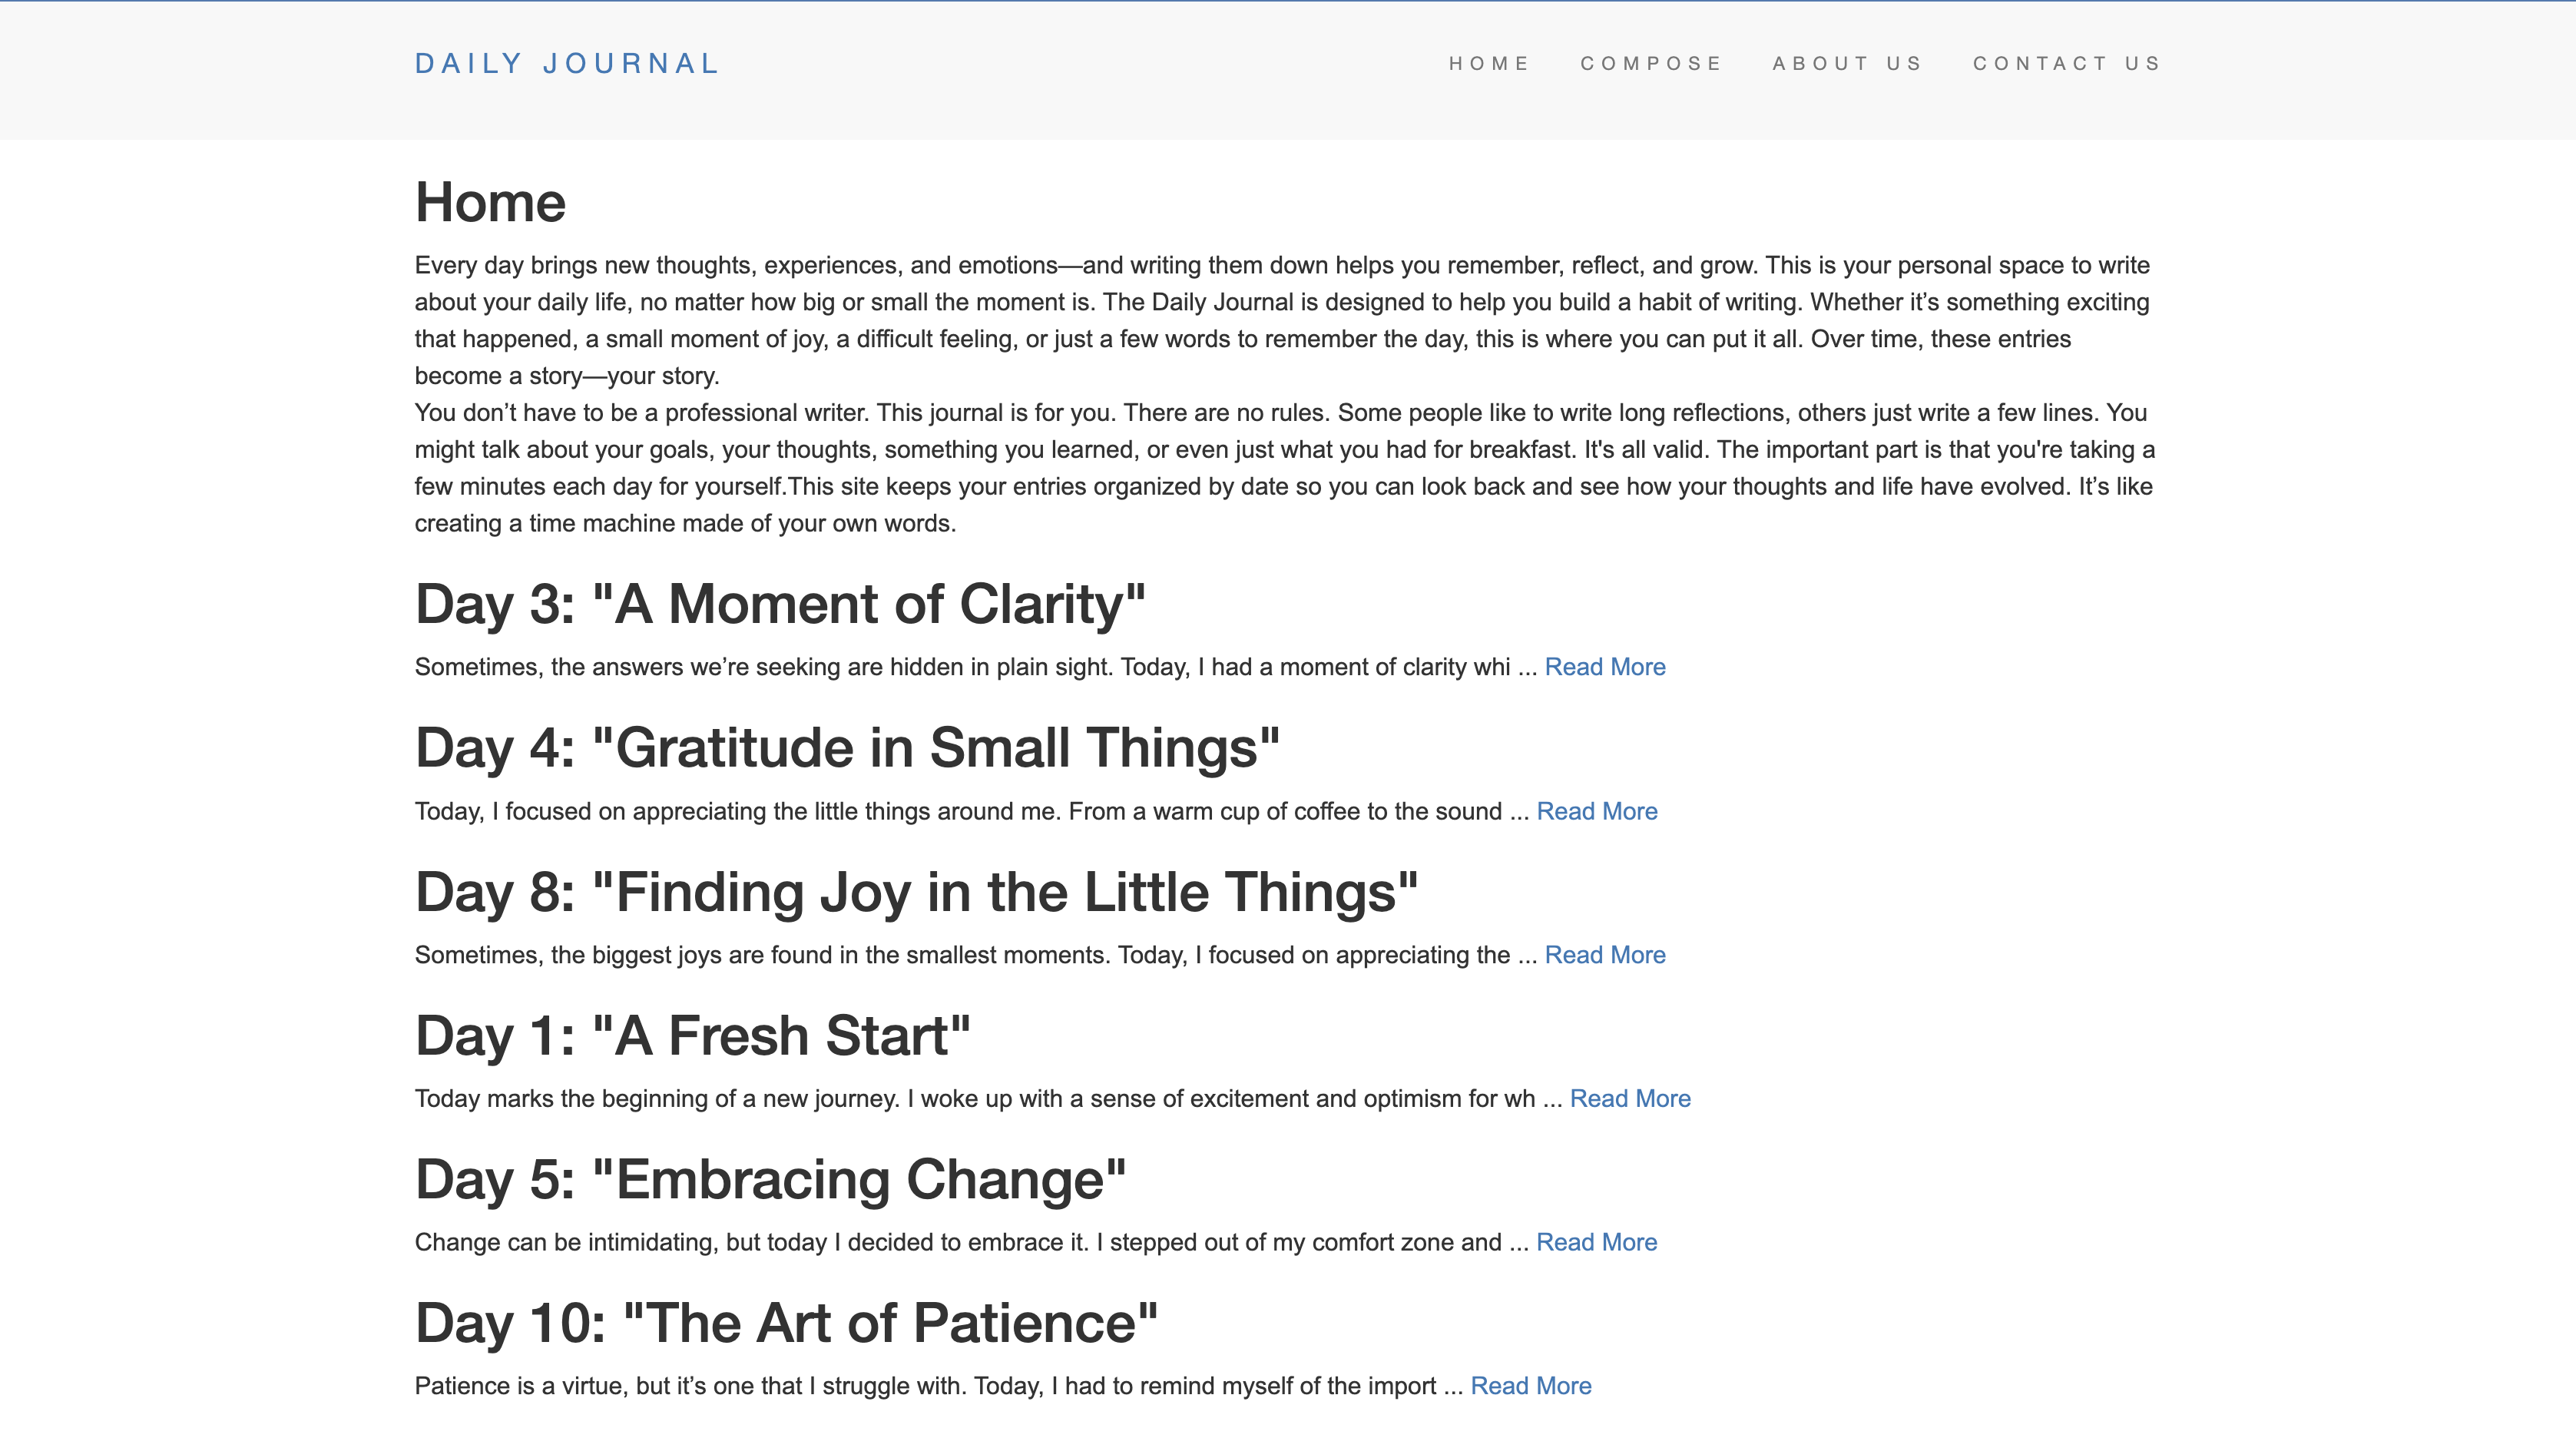 DAILY JOURNAL
HOME COMPOSE ABOUT US CONTACT US
Home
Every day brings new thoughts, experiences, and emotions—and writing them down helps you remember, reflect, and grow. This is your personal space to write
about your daily life, no matter how big or small the moment is. The Daily Journal is designed to help you build a habit of writing. Whether it’s something exciting
that happened, a small moment of joy, a difficult feeling, or just a few words to remember the day, this is where you can put it all. Over time, these entries
become a story—your story.
You don’t have to be a professional writer. This journal is for you. There are no rules. Some people like to write long reflections, others just write a few lines. You
might talk about your goals, your thoughts, something you learned, or even just what you had for breakfast. It's all valid. The important part is that you're taking a
few minutes each day for yourself.This site keeps your entries organized by date so you can look back and see how your thoughts and life have evolved. It’s like
creating a time machine made of your own words.
Day 3: "A Moment of Clarity"
Sometimes, the answers we’re seeking are hidden in plain sight. Today, I had a moment of clarity whi ... Read More
Day 4: "Gratitude in Small Things"
Today, I focused on appreciating the little things around me. From a warm cup of coffee to the sound ... Read More
Day 8: "Finding Joy in the Little Things"
Sometimes, the biggest joys are found in the smallest moments. Today, I focused on appreciating the ... Read More
Day 1: "A Fresh Start"
Today marks the beginning of a new journey. I woke up with a sense of excitement and optimism for wh ... Read More
Day 5: "Embracing Change"
Change can be intimidating, but today I decided to embrace it. I stepped out of my comfort zone and ... Read More
Day 10: "The Art of Patience"
Patience is a virtue, but it’s one that I struggle with. Today, I had to remind myself of the import ... Read More